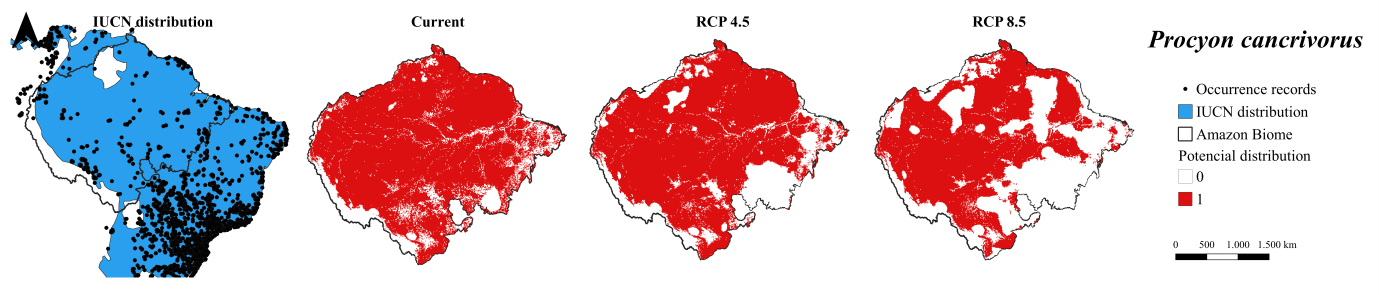 IUCN distribution
Current
RCP 4.5
RCP 8.5
Procyon cancrivorus
Occurrence records
IUCN distribution
Amazon Biome
Potencial distribution
0
1
0 500 1.000 1.500 km